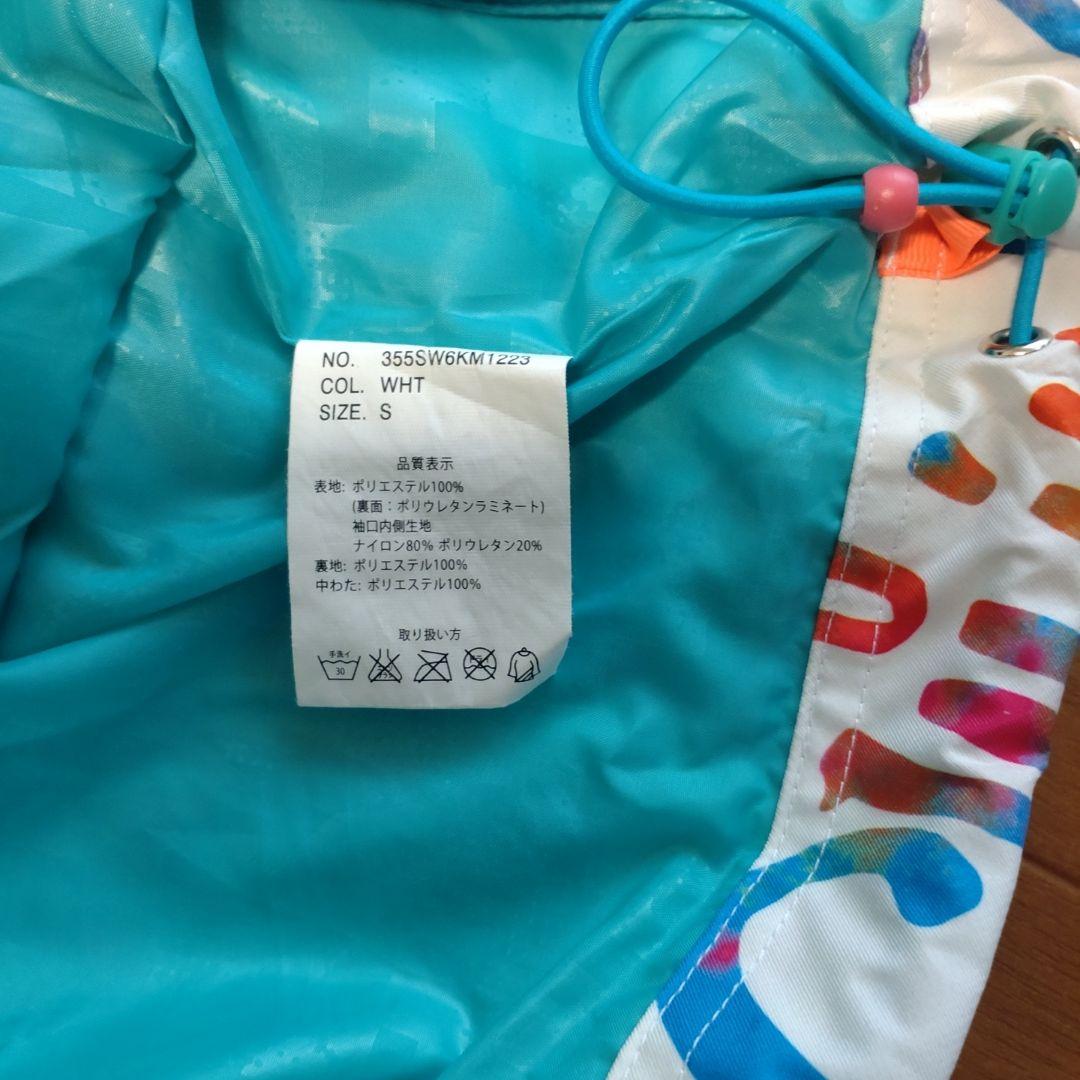 NO. 355SW6KM1223
COL. WHT
SIZE. S
品質表示
表地: ポリエステル100%
(裏面：ポリウレタンラミネート)
袖口内側生地
ナイロン80% ポリウレタン20%
裏地: ポリエステル100%
中わた: ポリエステル100%
取り扱い方
手洗イ
30